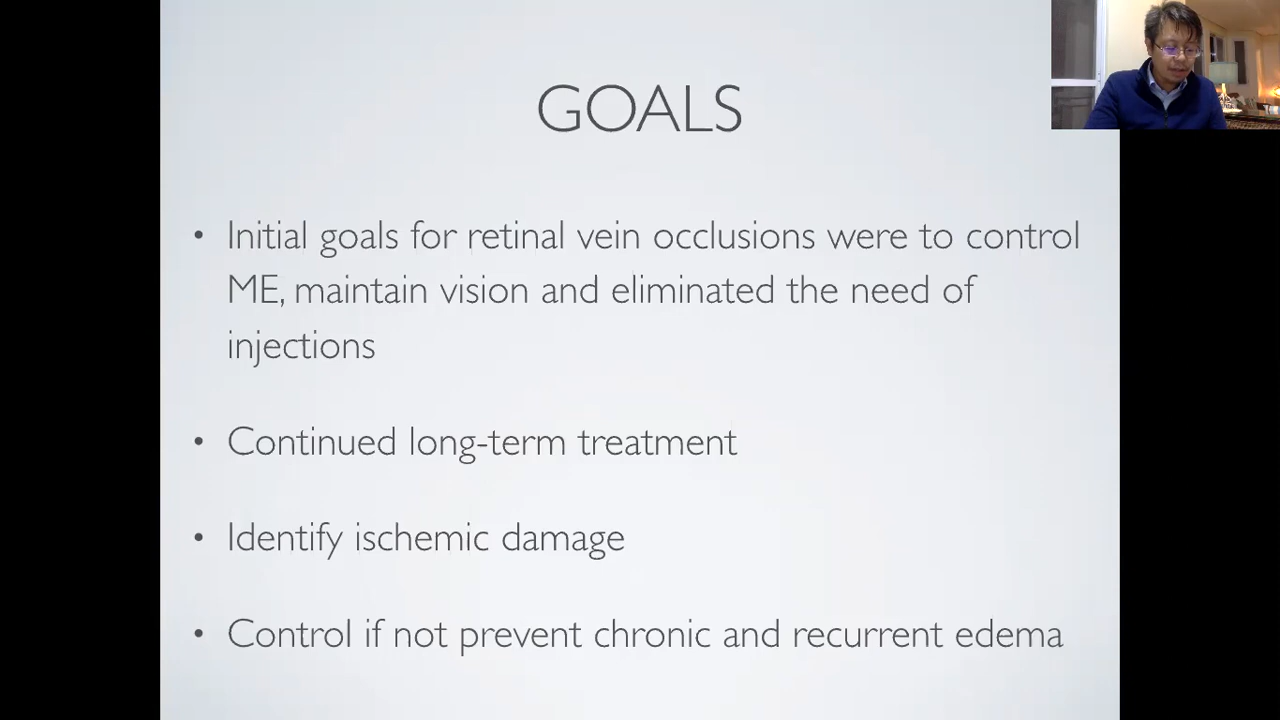 GOALS
• Initial goals for retinal vein occlusions were to control
ME, maintain vision and eliminated the need of
injections
• Continued long-term treatment
• Identify ischemic damage
• Control if not prevent chronic and recurrent edema